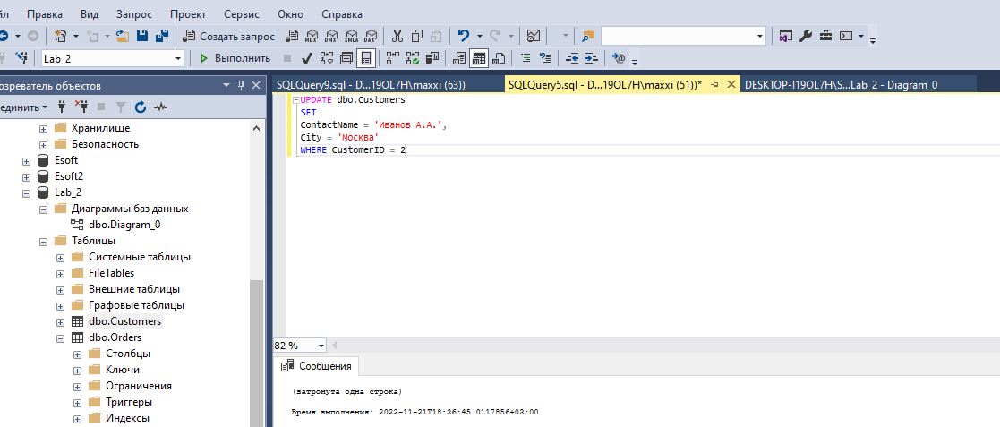 йл Правка Вид Запрос Проект Сервис Окно Справка
Создать запрос MDX DMX XMLA DAX
Lab_2 Выполнить
озреватель объектов
SQLQuery9.sql - D...19OL7H\maxxi (63))
SQLQuery5.sql - D...19OL7H\maxxi (51))*
DESKTOP-I19OL7H\S...Lab_2 - Diagram_0
единить
Хранилище
Безопасность
Esoft
Esoft2
Lab_2
Диаграммы баз данных
dbo.Diagram_0
Таблицы
Системные таблицы
FileTables
Внешние таблицы
Графовые таблицы
dbo.Customers
dbo.Orders
Столбцы
Ключи
Ограничения
Триггеры
Индексы
UPDATE dbo.Customers
SET
ContactName = 'Иванов А.А.',
City = 'Москва'
WHERE CustomerID = 2
82 %
Сообщения
(затронута одна строка)
Время выполнения: 2022-11-21T18:36:45.0117856+03:00